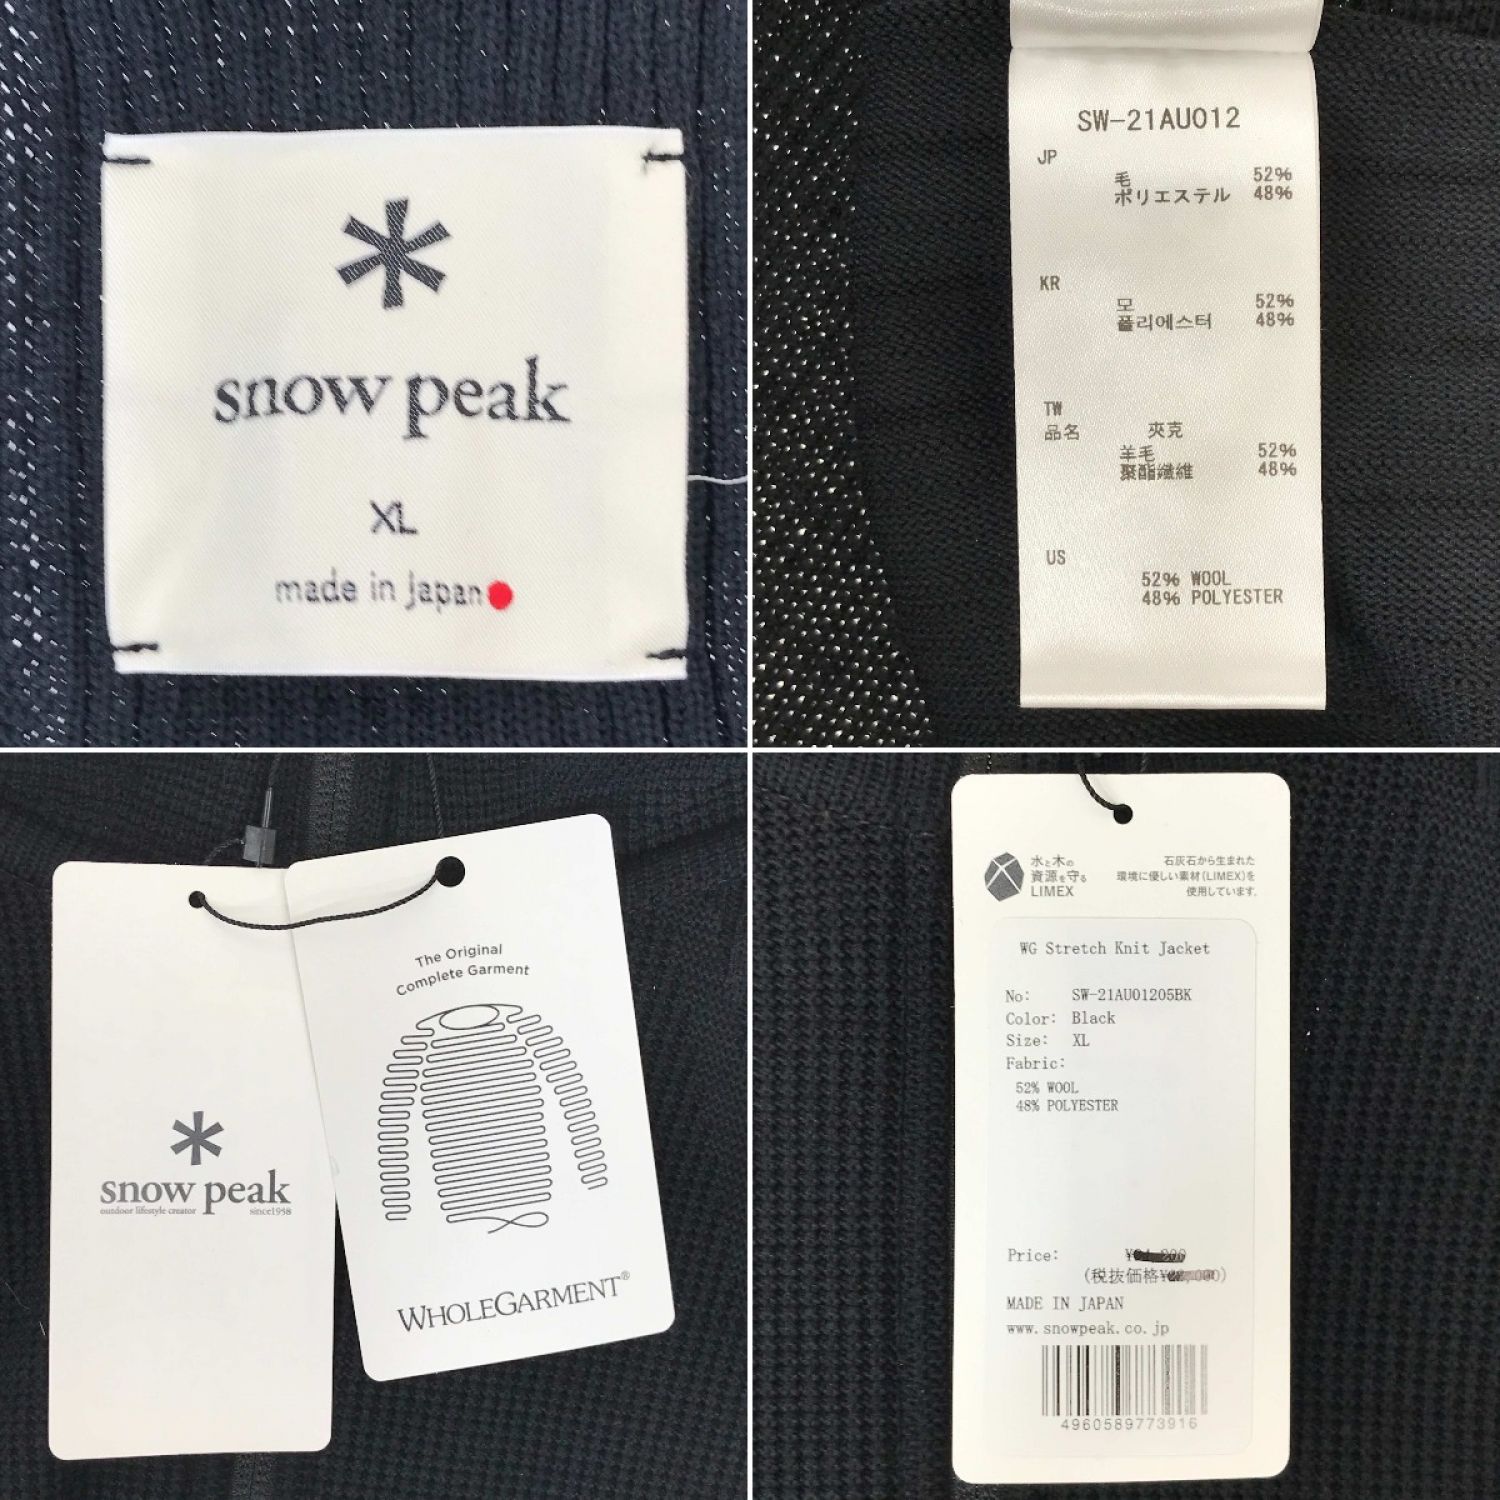 snow peak
XL
made in Japan
SW-21AU012
JP
毛 52%
ポリエステル 48%
KR
모 52%
폴리에스터 48%
TW
品名 夾克
羊毛 52%
聚酯纖維 48%
US
52% WOOL
48% POLYESTER
snow peak
outdoor lifestyle creator since1958
The Original
Complete Garment
WHOLEGARMENT®
水と木の
資源を守る
LIMEX
石灰石から生まれた
環境に優しい素材(LIMEX)を
使用しています。
WG Stretch Knit Jacket
No: SW-21AU01205BK
Color: Black
Size: XL
Fabric:
52% WOOL
48% POLYESTER
Price:
(税抜価格
MADE IN JAPAN
www.snowpeak.co.jp
4960589773916